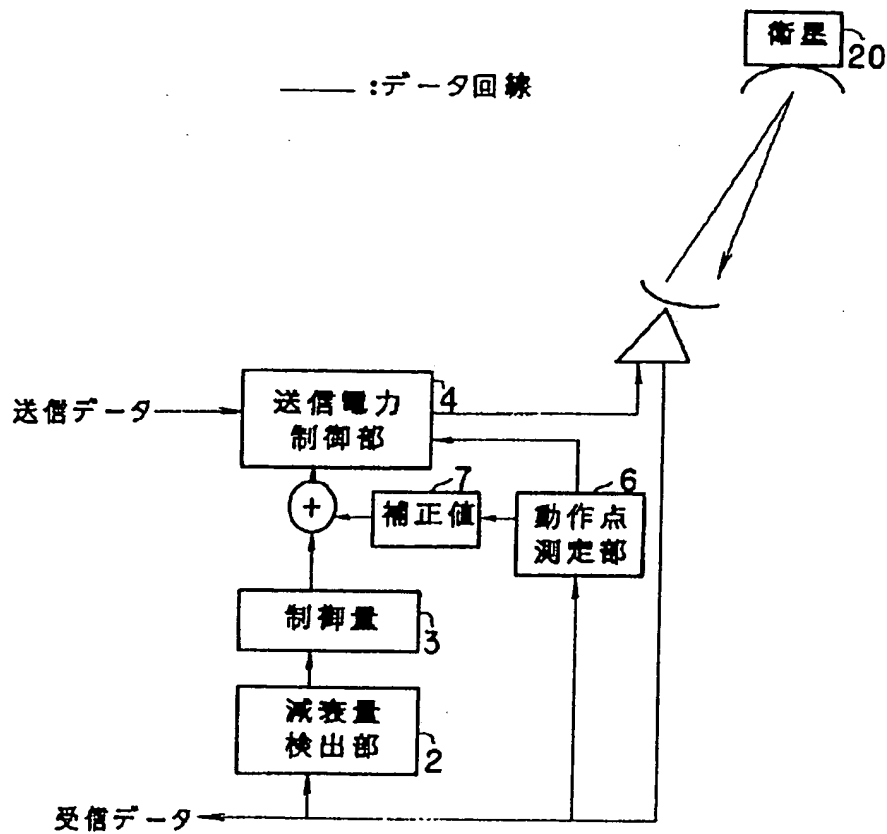 衛星
20
:データ回線
送信データ
送信電力
制御部
4
+
補正値
7
動作点
測定部
6
制御量
3
減衰量
検出部
2
受信データ